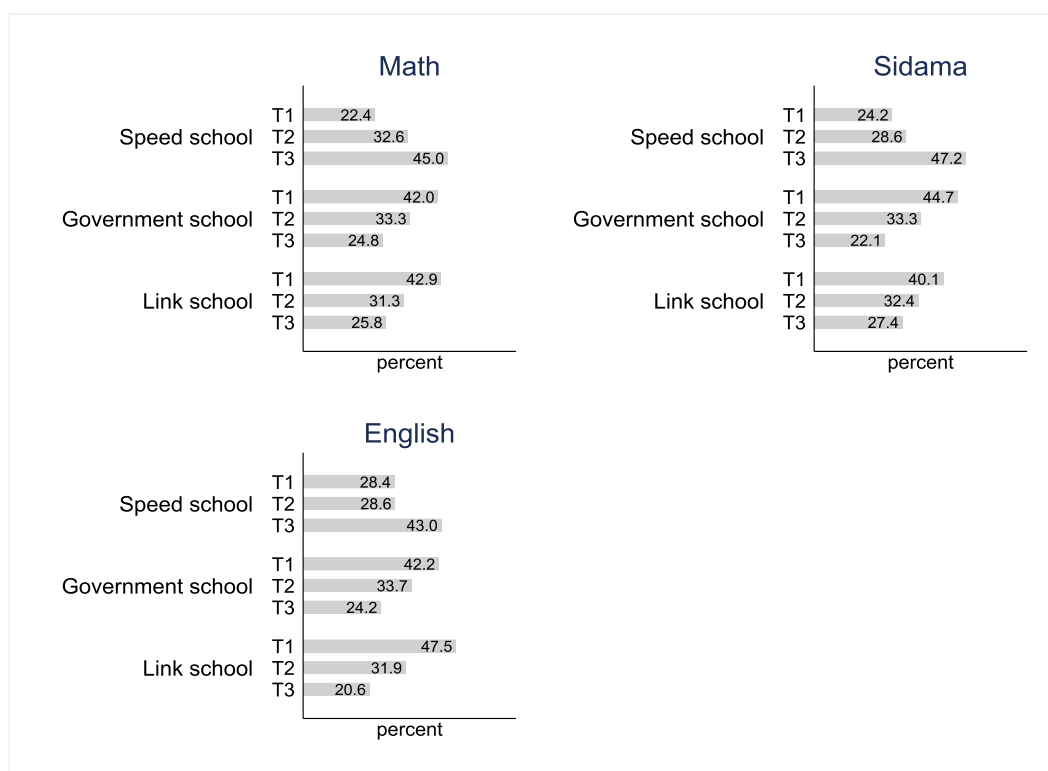 Math
T1 22.4
Speed school T2 32.6
T3 45.0
T1 42.0
Government school T2 33.3
T3 24.8
T1 42.9
Link school T2 31.3
T3 25.8
percent
Sidama
T1 24.2
Speed school T2 28.6
T3 47.2
T1 44.7
Government school T2 33.3
T3 22.1
T1 40.1
Link school T2 32.4
T3 27.4
percent
English
T1 28.4
Speed school T2 28.6
T3 43.0
T1 42.2
Government school T2 33.7
T3 24.2
T1 47.5
Link school T2 31.9
T3 20.6
percent